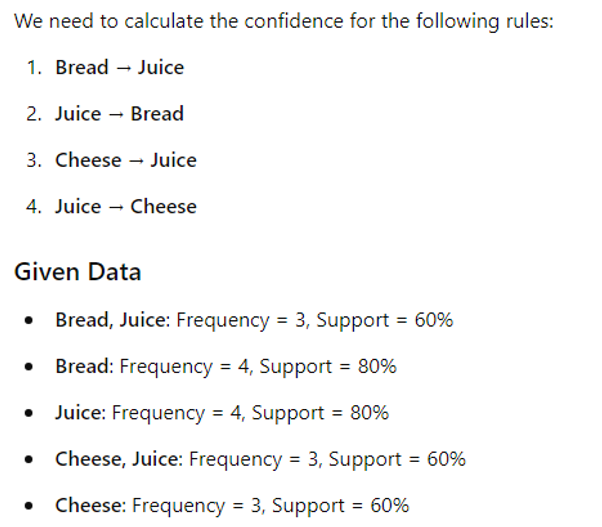 We need to calculate the confidence for the following rules:
1. Bread → Juice
2. Juice → Bread
3. Cheese → Juice
4. Juice → Cheese
Given Data
• Bread, Juice: Frequency = 3, Support = 60%
• Bread: Frequency = 4, Support = 80%
• Juice: Frequency = 4, Support = 80%
• Cheese, Juice: Frequency = 3, Support = 60%
• Cheese: Frequency = 3, Support = 60%